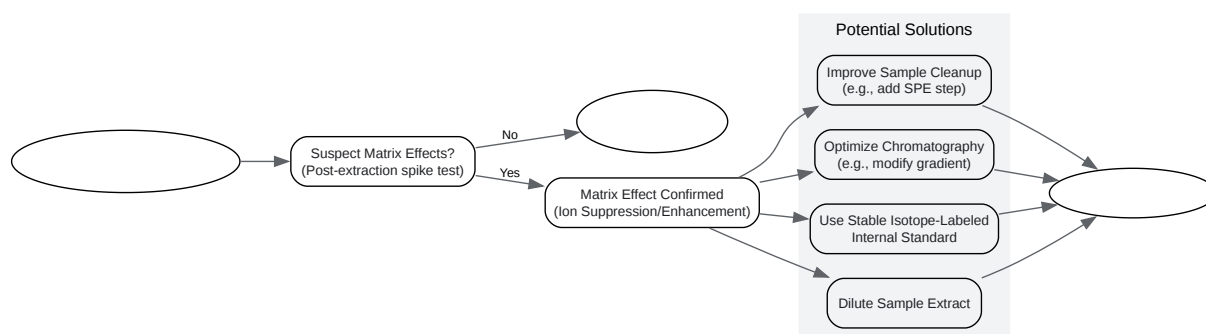 Potential Solutions
Improve Sample Cleanup
(e.g., add SPE step)
No
Suspect Matrix Effects?
(Post-extraction spike test)
Optimize Chromatography
(e.g., modify gradient)
Yes
Matrix Effect Confirmed
(Ion Suppression/Enhancement)
Use Stable Isotope-Labeled
Internal Standard
Dilute Sample Extract